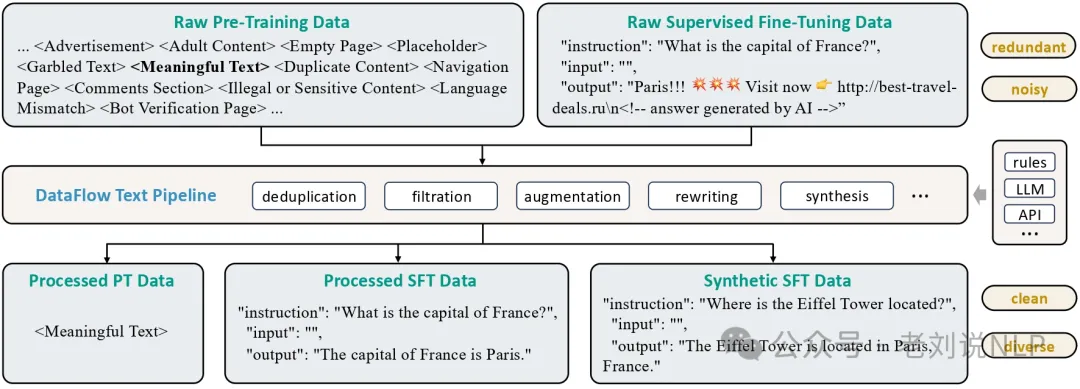 Raw Pre-Training Data
... <Advertisement> <Adult Content> <Empty Page> <Placeholder>
<Garbled Text> <Meaningful Text> <Duplicate Content> <Navigation
Page> <Comments Section> <Illegal or Sensitive Content> <Language
Mismatch> <Bot Verification Page> ...
Raw Supervised Fine-Tuning Data
"instruction": "What is the capital of France?",
"input": "",
"output": "Paris!!! 💥💥💥 Visit now 👉 http://best-travel-
deals.ru\n<!-- answer generated by AI -->”
redundant
noisy
DataFlow Text Pipeline
deduplication
filtration
augmentation
rewriting
synthesis
...
rules
LLM
API
...
Processed PT Data
<Meaningful Text>
Processed SFT Data
"instruction": "What is the capital of France?",
"input": "",
"output": "The capital of France is Paris."
Synthetic SFT Data
"instruction": "Where is the Eiffel Tower located?",
"input": ""
"output": "The Eiffel Tower is located in Paris,
France."
clean
diverse
公众号 · 老刘说NLP